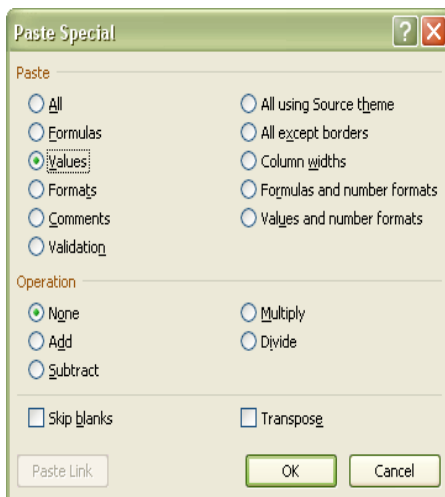 Paste Special
Paste
All
All using Source theme
Formulas
All except borders
Values
Column widths
Formats
Formulas and number formats
Comments
Values and number formats
Validation
Operation
None
Multiply
Add
Divide
Subtract
Skip blanks
Transpose
Paste Link
OK
Cancel